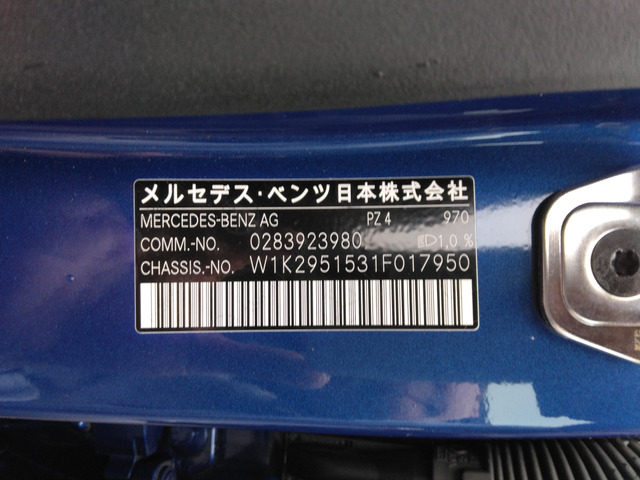 メルセデス・ベンツ日本株式会社
MERCEDES-BENZ AG PZ 4 970
COMM.-NO. 0283923980 1,0 %
CHASSIS.-NO. W1K2951531F017950